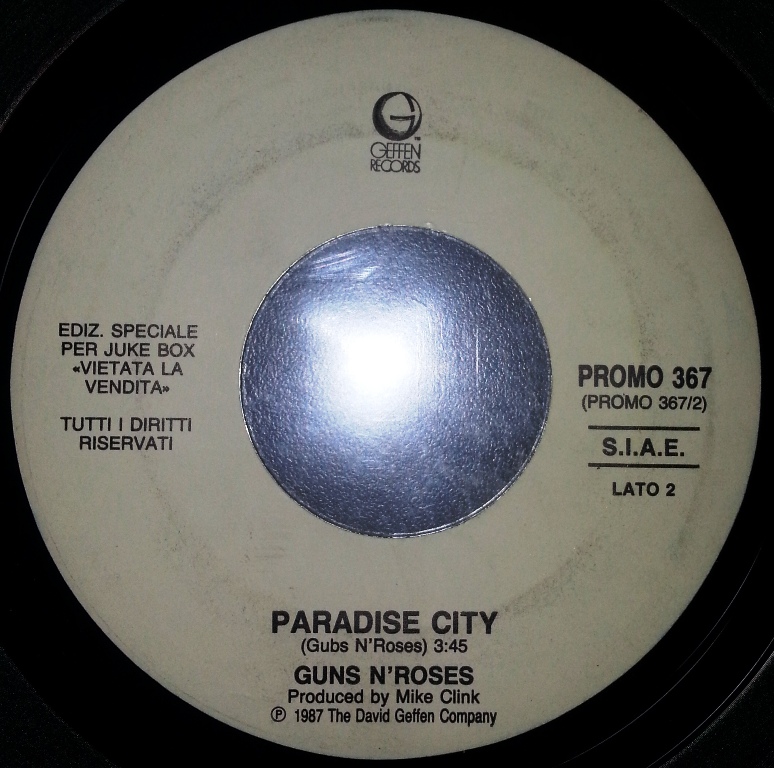 G
GEFFEN
RECORDS
EDIZ. SPECIALE
PER JUKE BOX
«VIETATA LA
VENDITA»
TUTTI I DIRITTI
RISERVATI
PROMO 367
(PROMO 367/2)
S.I.A.E.
LATO 2
PARADISE CITY
(Gubs N'Roses) 3:45
GUNS N'ROSES
Produced by Mike Clink
℗ 1987 The David Geffen Company